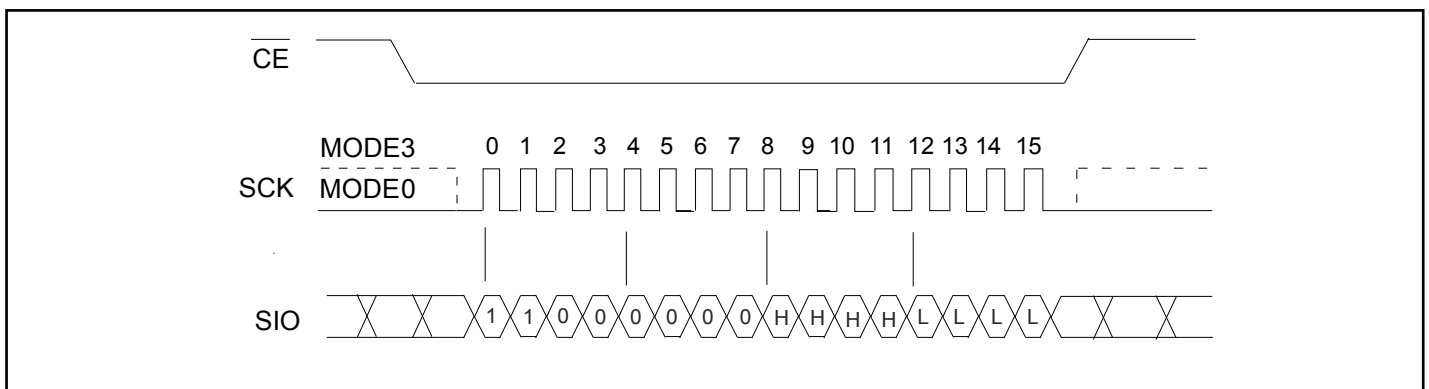 CE
MODE3 0 1 2 3 4 5 6 7 8 9 10 11 12 13 14 15
SCK MODE0
SIO 1 1 0 0 0 0 0 0 H H H H L L L L